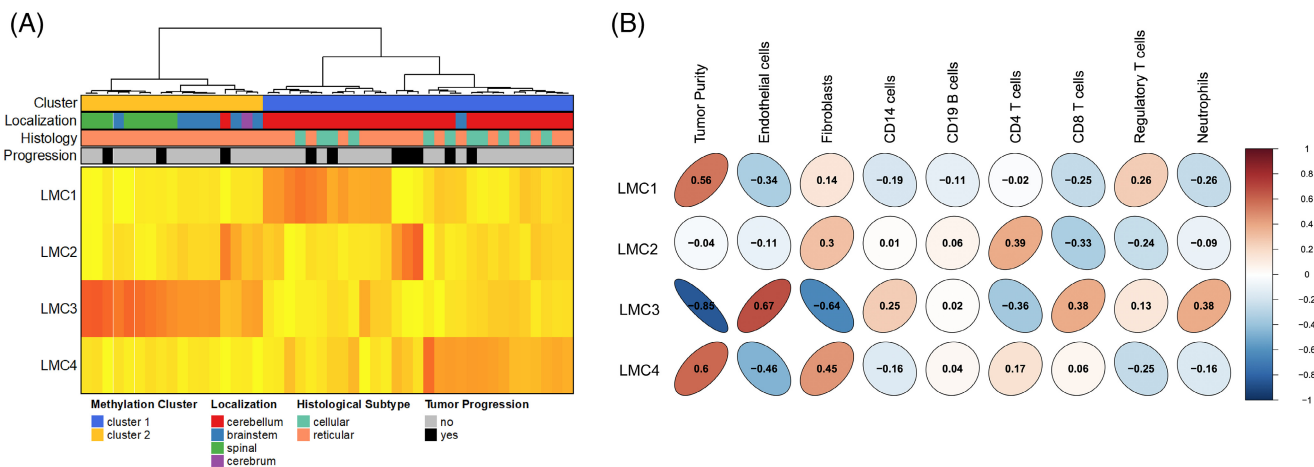 (A)
Cluster
Localization
Histology
Progression
LMC1
LMC2
LMC3
LMC4
Methylation Cluster
cluster 1
cluster 2
Localization
cerebellum
brainstem
spinal
cerebrum
Histological Subtype
cellular
reticular
Tumor Progression
no
yes
(B)
Tumor Purity
Endothelial cells
Fibroblasts
CD14 cells
CD19 B cells
CD4 T cells
CD8 T cells
Regulatory T cells
Neutrophils
LMC1 0.56 −0.34 0.14 −0.19 −0.11 −0.02 −0.25 0.26 −0.26
LMC2 −0.04 −0.11 0.3 0.01 0.06 0.39 −0.33 −0.24 −0.09
LMC3 −0.85 0.67 −0.64 0.25 0.02 −0.36 0.38 0.13 0.38
LMC4 0.6 −0.46 0.45 −0.16 0.04 0.17 0.06 −0.25 −0.16
1
0.8
0.6
0.4
0.2
0
−0.2
−0.4
−0.6
−0.8
−1